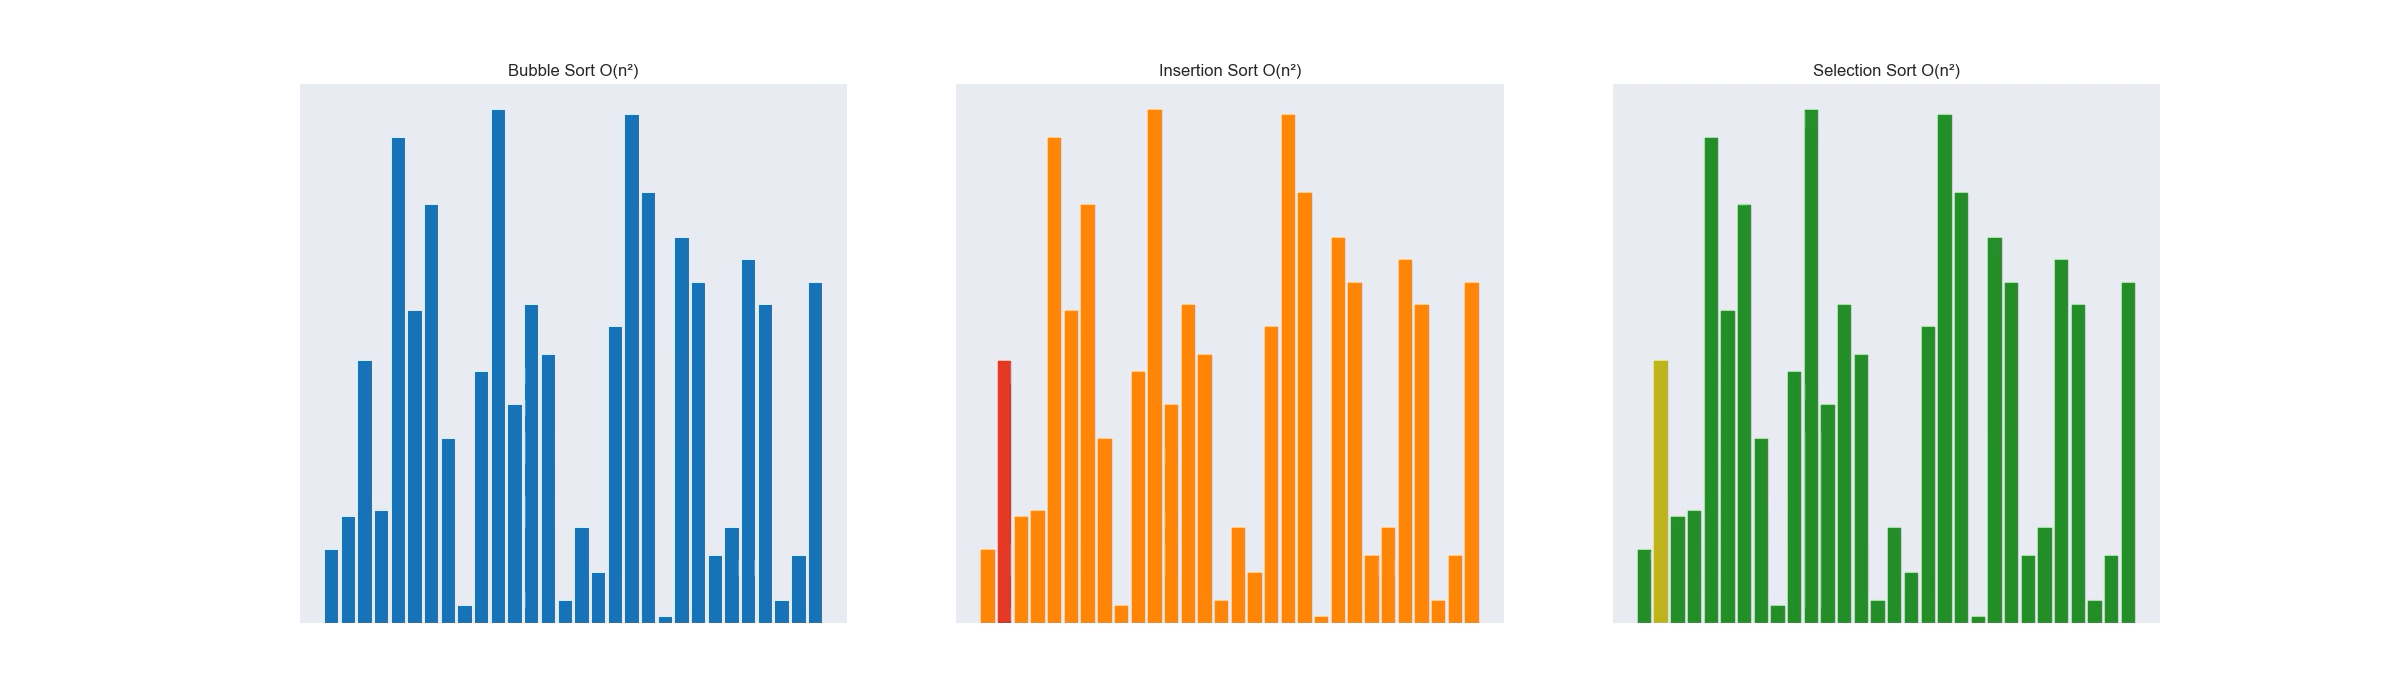 Bubble Sort O(n²)
Insertion Sort O(n²)
Selection Sort O(n²)